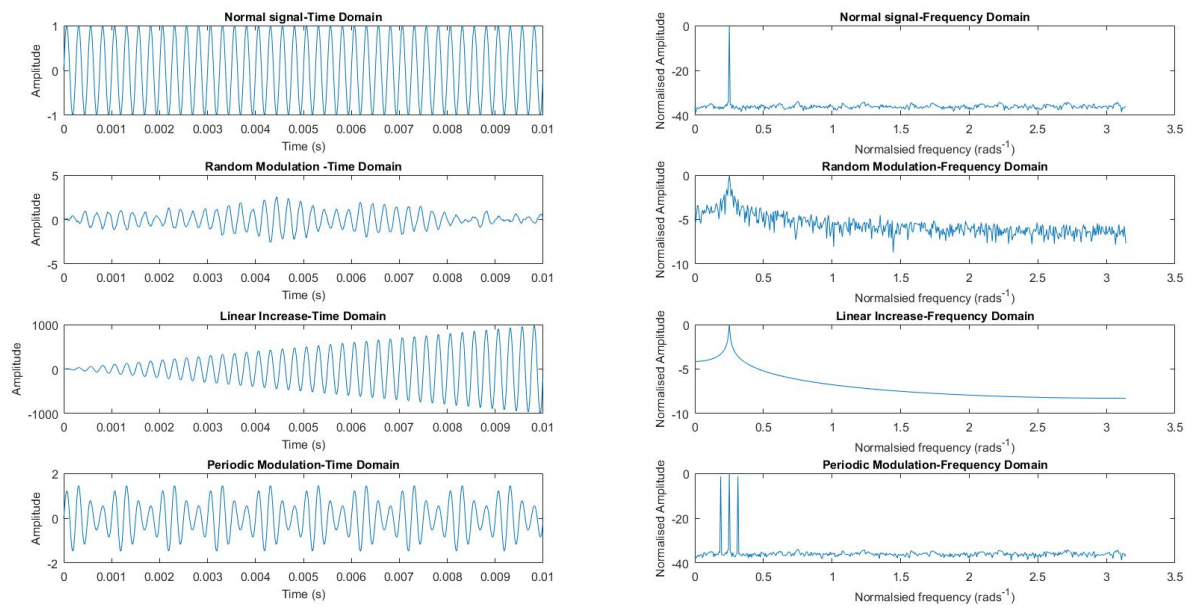 Normal signal-Time Domain
1
0
-1
Amplitude
0 0.001 0.002 0.003 0.004 0.005 0.006 0.007 0.008 0.009 0.01
Time (s)
Normal signal-Frequency Domain
0
-20
-40
Normalised Amplitude
0 0.5 1 1.5 2 2.5 3 3.5
Normalsied frequency (rads-1)
Random Modulation -Time Domain
5
0
-5
Amplitude
0 0.001 0.002 0.003 0.004 0.005 0.006 0.007 0.008 0.009 0.01
Time (s)
Random Modulation-Frequency Domain
0
-5
-10
Normalised Amplitude
0 0.5 1 1.5 2 2.5 3 3.5
Normalsied frequency (rads-1)
Linear Increase-Time Domain
1000
0
-1000
Amplitude
0 0.001 0.002 0.003 0.004 0.005 0.006 0.007 0.008 0.009 0.01
Time (s)
Linear Increase-Frequency Domain
0
-5
-10
Normalised Amplitude
0 0.5 1 1.5 2 2.5 3 3.5
Normalsied frequency (rads-1)
Periodic Modulation-Time Domain
2
0
-2
Amplitude
0 0.001 0.002 0.003 0.004 0.005 0.006 0.007 0.008 0.009 0.01
Time (s)
Periodic Modulation-Frequency Domain
0
-20
-40
Normalised Amplitude
0 0.5 1 1.5 2 2.5 3 3.5
Normalsied frequency (rads-1)